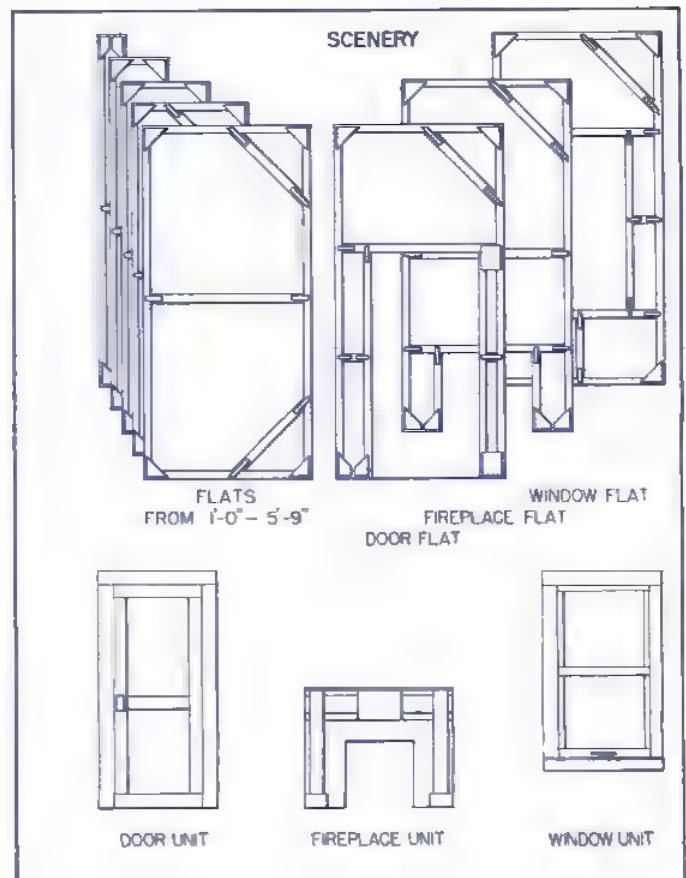 SCENERY
FLATS
FROM 1'-0" – 5'-9"
WINDOW FLAT
FIREPLACE FLAT
DOOR FLAT
DOOR UNIT
FIREPLACE UNIT
WINDOW UNIT